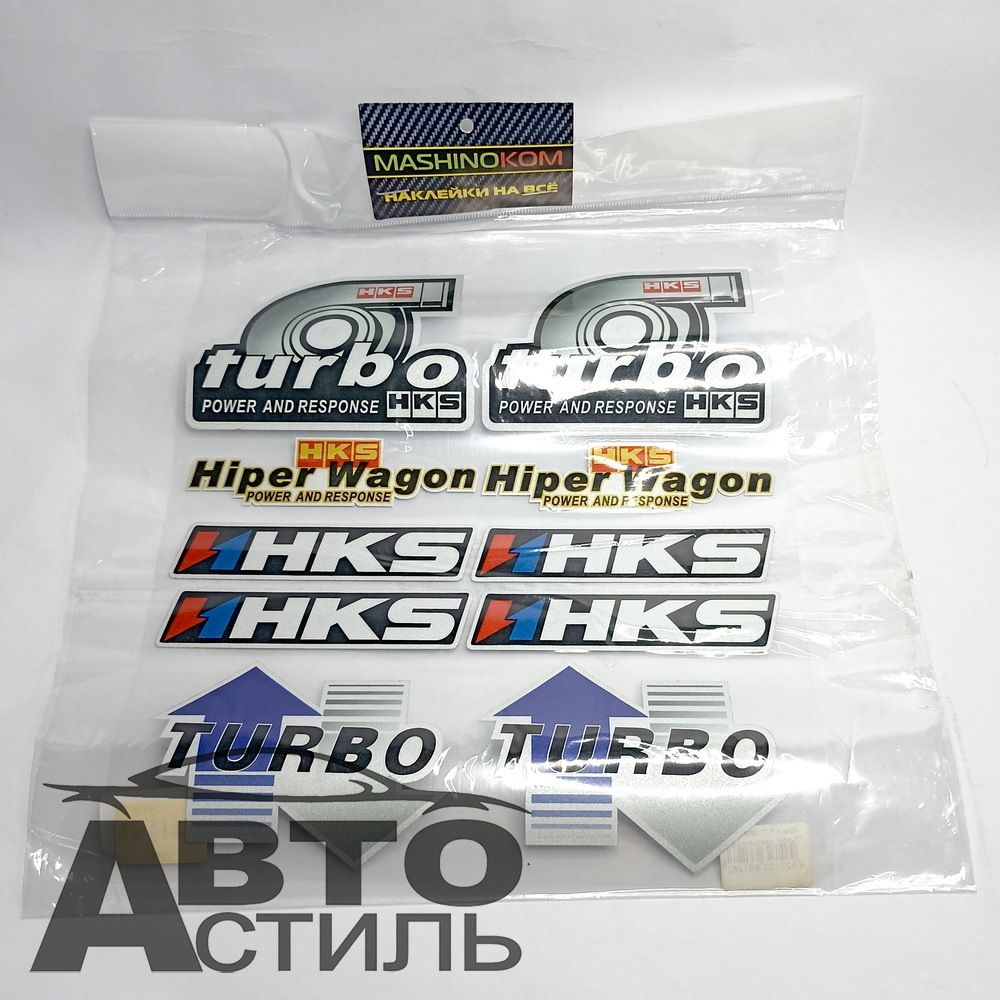 MASHINOKOM
НАКЛЕЙКИ НА ВСЁ
HKS HKS
turbo turbo
POWER AND RESPONSE HKS POWER AND RESPONSE HKS
HKS HKS
Hiper Wagon Hiper Wagon
POWER AND RESPONSE POWER AND RESPONSE
HKS HKS
HKS HKS
TURBO TURBO
АВТО
СТИЛЬ